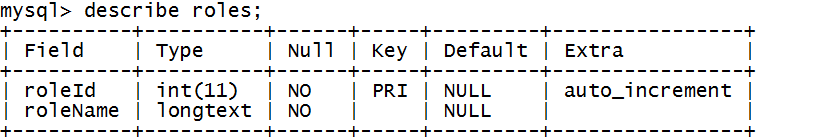 mysql> describe roles;
+----------+----------+------+-----+---------+----------------+
| Field    | Type     | Null | Key | Default | Extra          |
+----------+----------+------+-----+---------+----------------+
| roleId   | int(11)  | NO   | PRI | NULL    | auto_increment |
| roleName | longtext | NO   |     | NULL    |                |
+----------+----------+------+-----+---------+----------------+